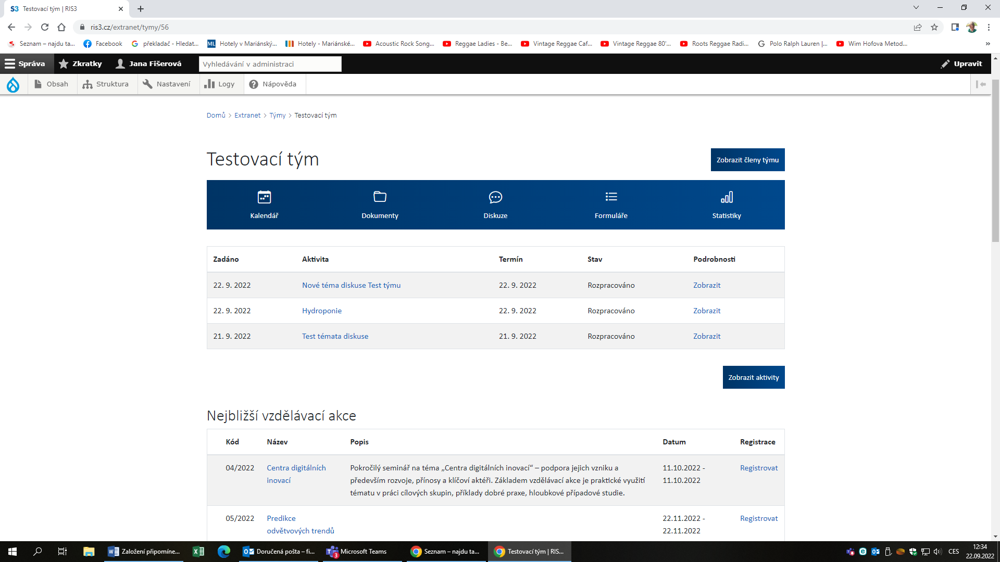 S3 Testovací tým | RIS3
ris3.cz/extranet/tymy/56
Seznam – najdu ta...
Facebook
překladač - Hledat...
ML Hotely v Mariánský...
Hotely - Mariánské...
Acoustic Rock Song...
Reggae Ladies - Be...
Vintage Reggae Caf...
Vintage Reggae 80'...
Roots Reggae Radi...
Polo Ralph Lauren |...
Wim Hofova Metod...
»
Správa
Zkratky
Jana Fišerová
Vyhledávání v administraci
Upravit
Obsah
Struktura
Nastavení
Logy
Nápověda
Domů > Extranet > Týmy > Testovací tým
Testovací tým
Zobrazit členy týmu
Kalendář
Dokumenty
Diskuze
Formuláře
Statistiky
Zadáno Aktivita Termín Stav Podrobnosti
22. 9. 2022 Nové téma diskuse Test týmu 22. 9. 2022 Rozpracováno Zobrazit
22. 9. 2022 Hydroponie 22. 9. 2022 Rozpracováno Zobrazit
21. 9. 2022 Test témata diskuse 21. 9. 2022 Rozpracováno Zobrazit
Zobrazit aktivity
Nejbližší vzdělávací akce
Kód Název Popis Datum Registrace
04/2022 Centra digitálních Pokročilý seminář na téma „Centra digitálních inovací“ – podpora jejich vzniku a 11.10.2022 - Registrovat
inovací především rozvoje, přínosy a klíčoví aktéři. Základem vzdělávací akce je praktické využití 11.10.2022
tématu v práci cílových skupin, příklady dobré praxe, hloubkové případové studie.
05/2022 Predikce 22.11.2022 - Registrovat
odvětvových trendů 22.11.2022
Založení připomíne...
Doručená pošta – fi...
3 Microsoft Teams
Seznam – najdu ta...
Testovací tým | RIS...
CES
12:34
22.09.2022